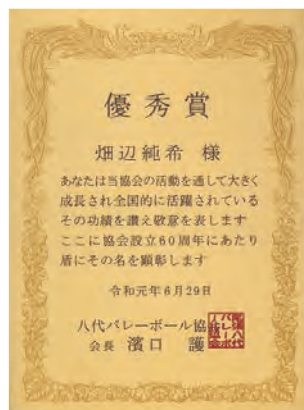 優秀賞
畑辺純希 様
あなたは当協会の活動を通して大きく
成長され全国的に活躍されている
その功績を讃え敬意を表します
ここに協会設立60周年にあたり
盾にその名を顕彰します
令和元年6月29日
八代バレーボール協会
会長 濱口 護